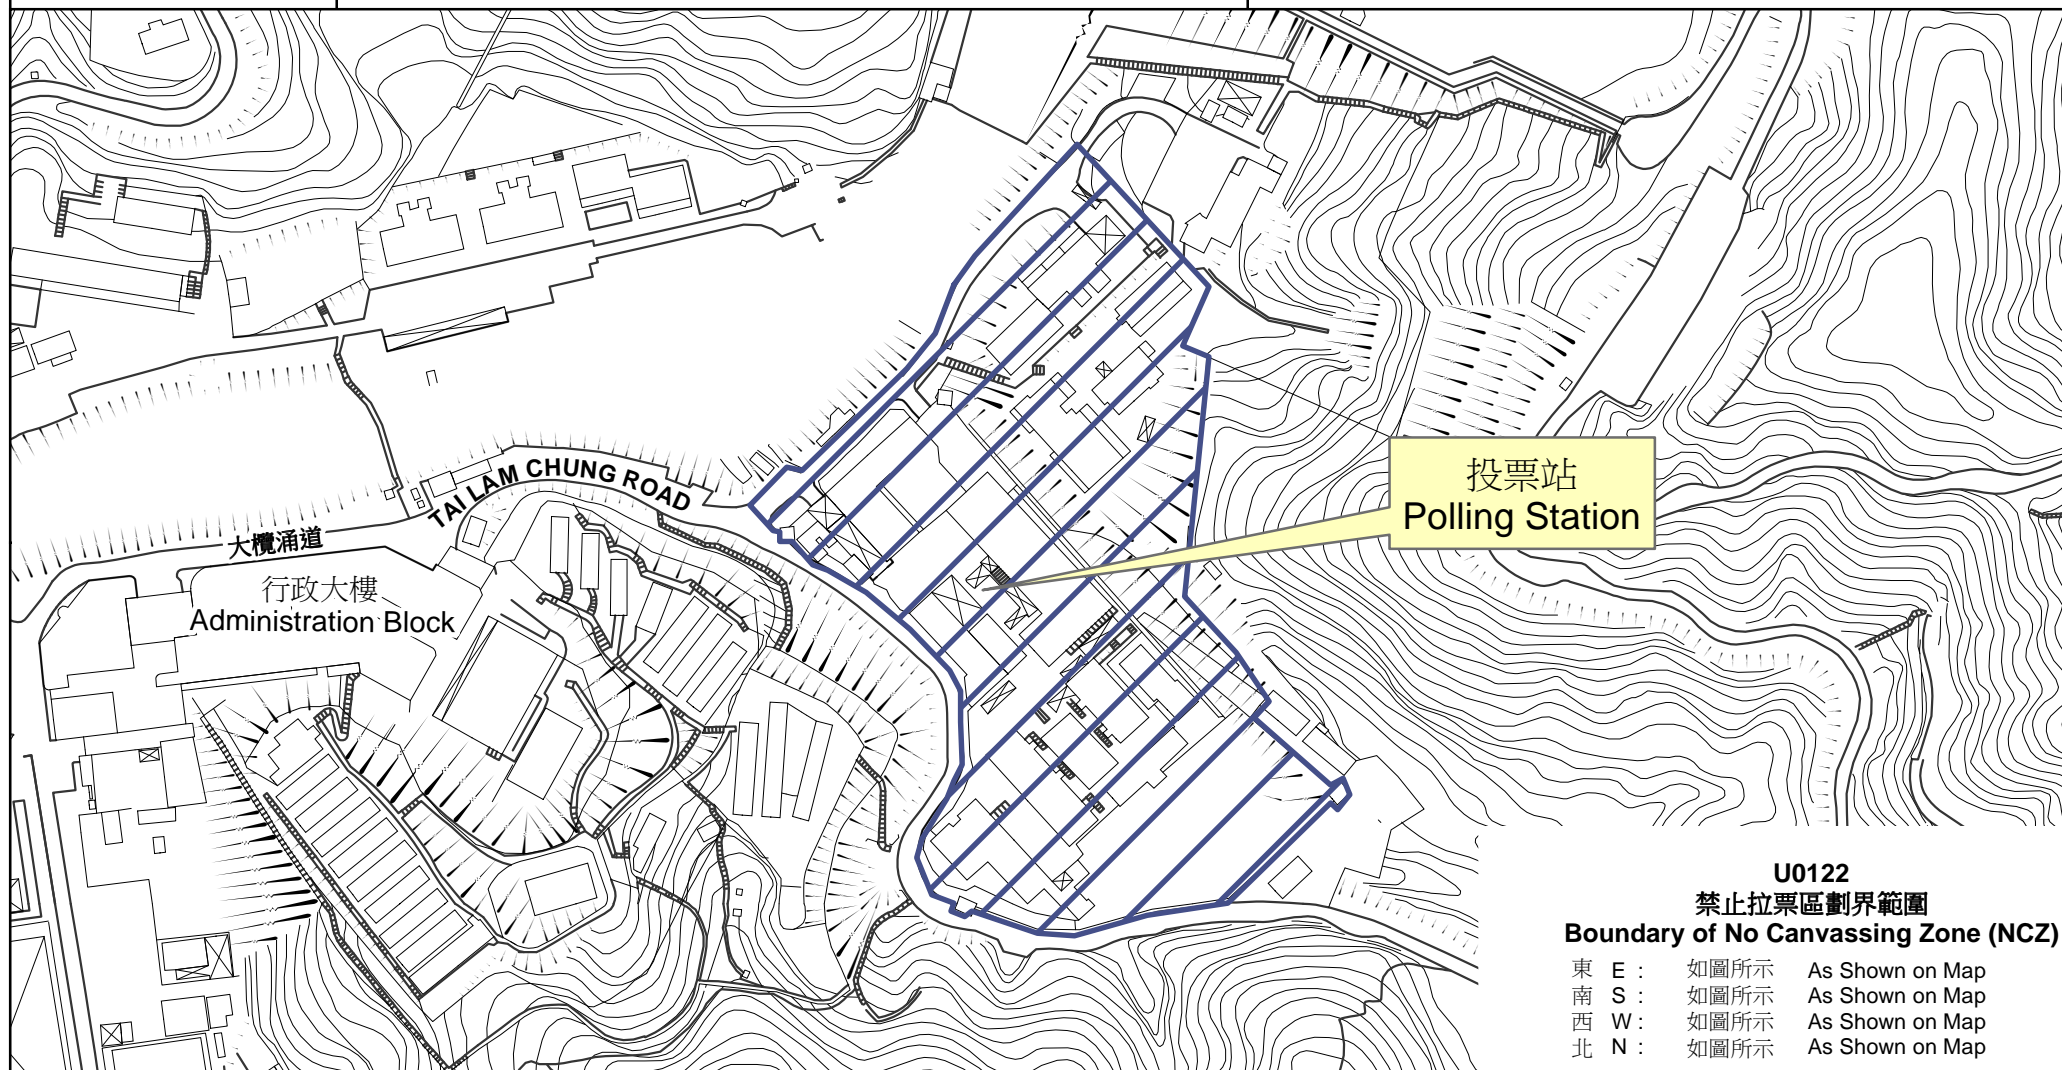 TAI LAM CHUNG ROAD
大欖涌道
行政大樓
Administration Block
投票站
Polling Station
U0122
禁止拉票區劃界範圍
Boundary of No Canvassing Zone (NCZ)
東 E : 如圖所示 As Shown on Map
南 S : 如圖所示 As Shown on Map
西 W : 如圖所示 As Shown on Map
北 N : 如圖所示 As Shown on Map